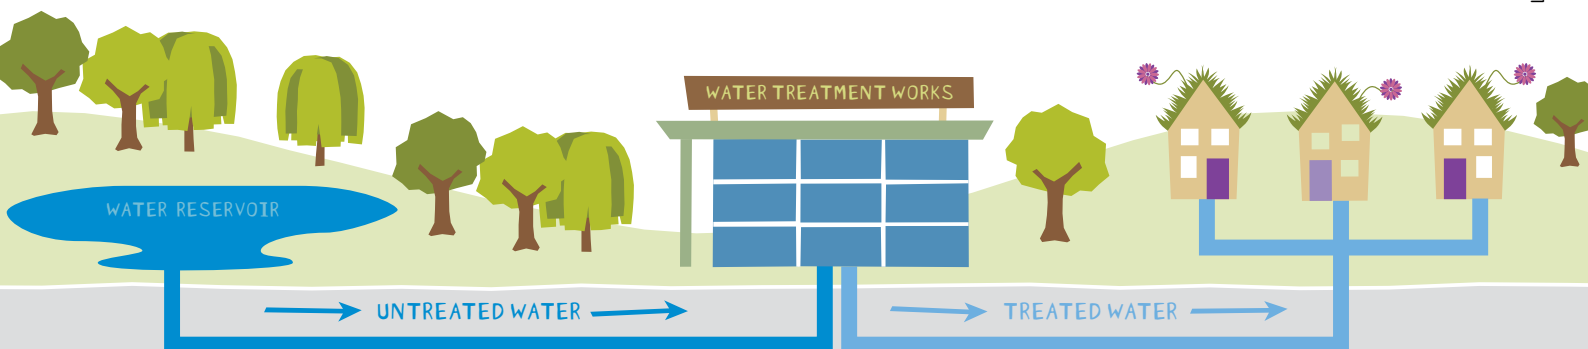 WATER TREATMENT WORKS
WATER RESERVOIR
UNTREATED WATER
TREATED WATER